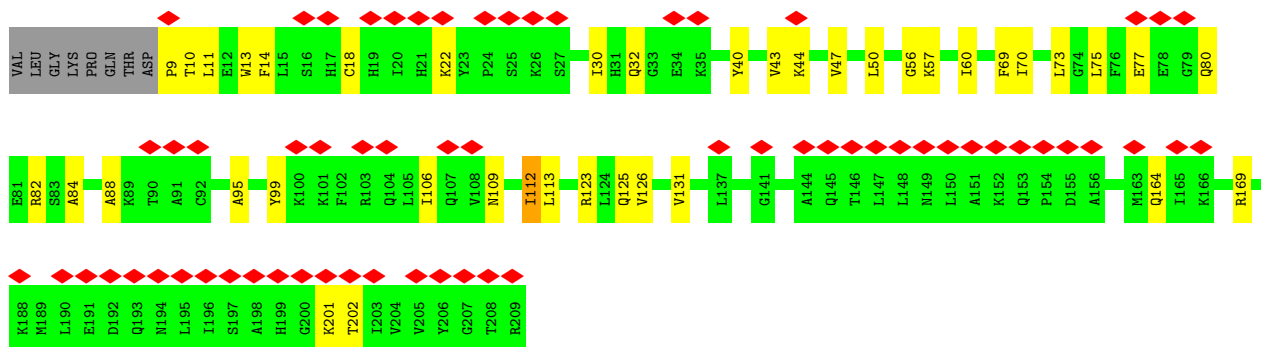 VAL LEU GLY LYS PRO GLN THR ASP P9 T10 L11 E12 W13 F14 L15 S16 H17 C18 H19 I20 H21 K22 Y23 P24 S25 K26 S27 I30 H31 Q32 G33 E34 K35 Y40 V43 K44 V47 L50 G56 K57 I60 F69 I70 L73 G74 L75 F76 E77 E78 G79 Q80
E81 R82 S83 A84 A88 K89 T90 A91 C92 A95 Y99 K100 K101 F102 R103 Q104 L105 I106 Q107 V108 N109 I112 L113 R123 L124 Q125 V126 V131 L137 G141 A144 Q145 T146 L147 L148 N149 L150 A151 K152 Q153 P154 D155 A156 M163 Q164 I165 K166 R169
K188 M189 L190 E191 D192 Q193 N194 L195 I196 S197 A198 H199 G200 K201 T202 I203 V204 V205 Y206 G207 T208 R209